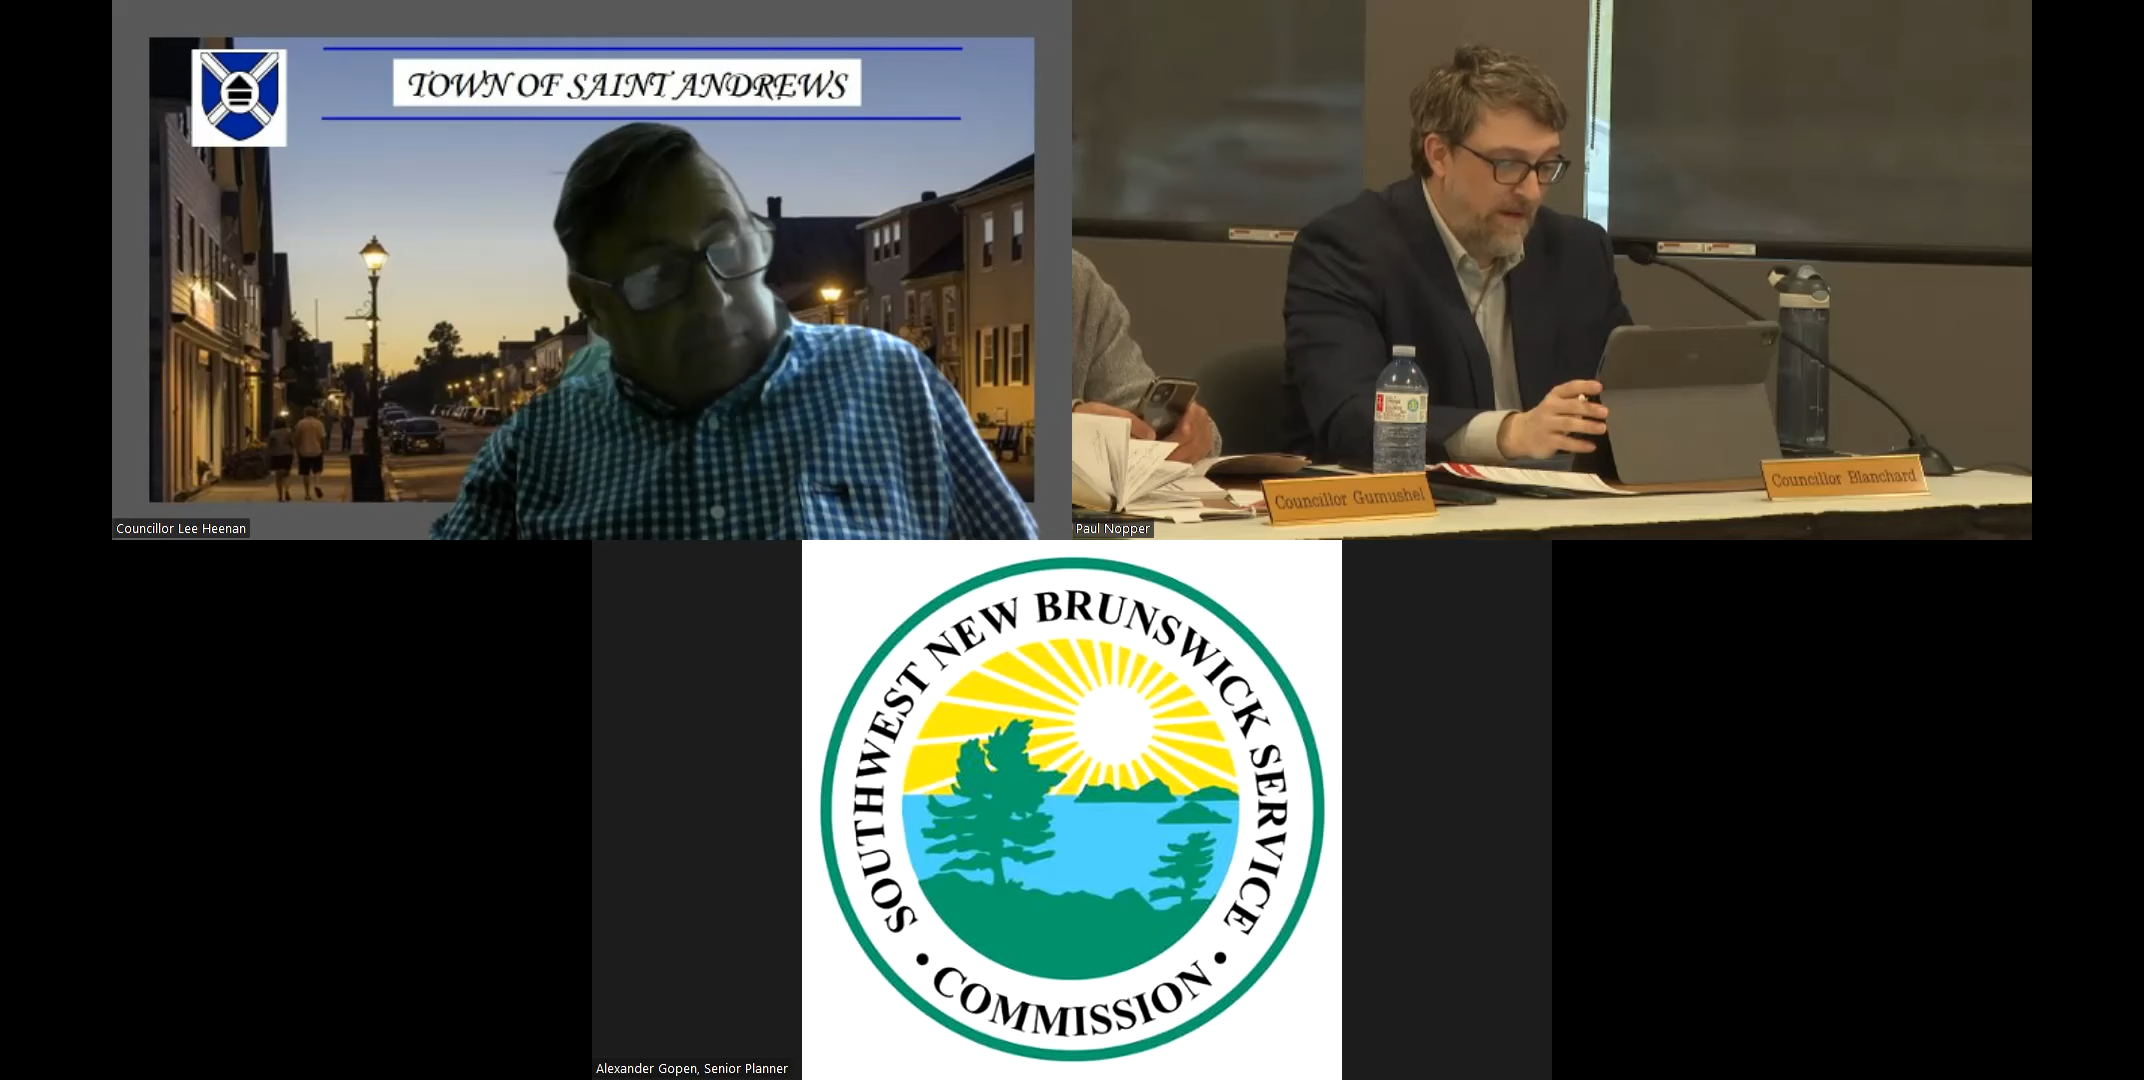 TOWN OF SAINT ANDREWS
Councillor Lee Heenan
Councillor Gumushel
Councillor Blanchard
Paul Nopper
SOUTHWEST NEW BRUNSWICK SERVICE
• COMMISSION •
Alexander Gopen, Senior Planner